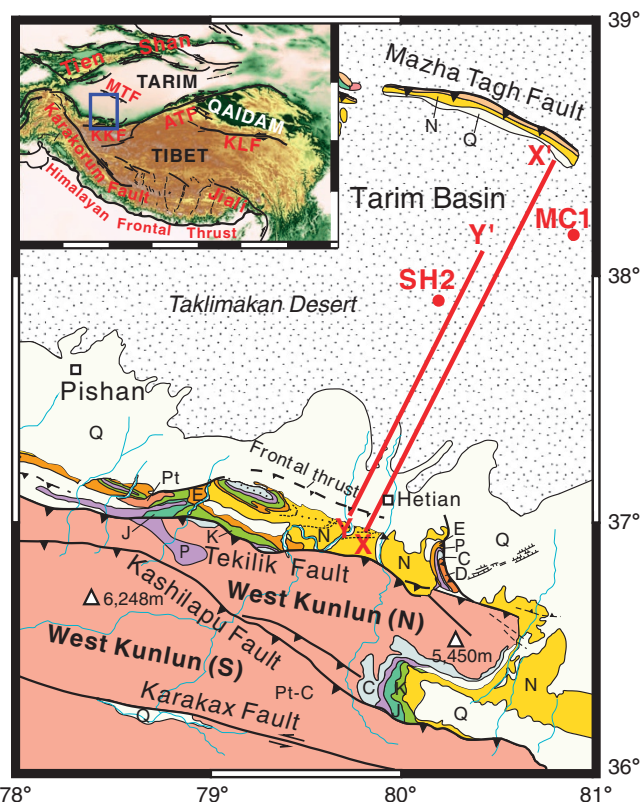 39°
38°
37°
36°
78°
79°
80°
81°
Tien Shan
TARIM
MTF
KKF
ATF
QAIDAM
KLF
TIBET
Karakorum Fault
Jiali
Himalayan Frontal Thrust
Mazha Tagh Fault
N
Q
X'
Tarim Basin
MC1
Y'
SH2
Taklimakan Desert
Pishan
Q
Frontal thrust
Hetian
Pt
E
J
K
P
N
Y
X
N
E
P
C
D
Q
Tekilik Fault
West Kunlun (N)
6,248m
Kashilapu Fault
5,450m
West Kunlun (S)
Pt-C
C
K
J
N
Q
Karakax Fault
Q